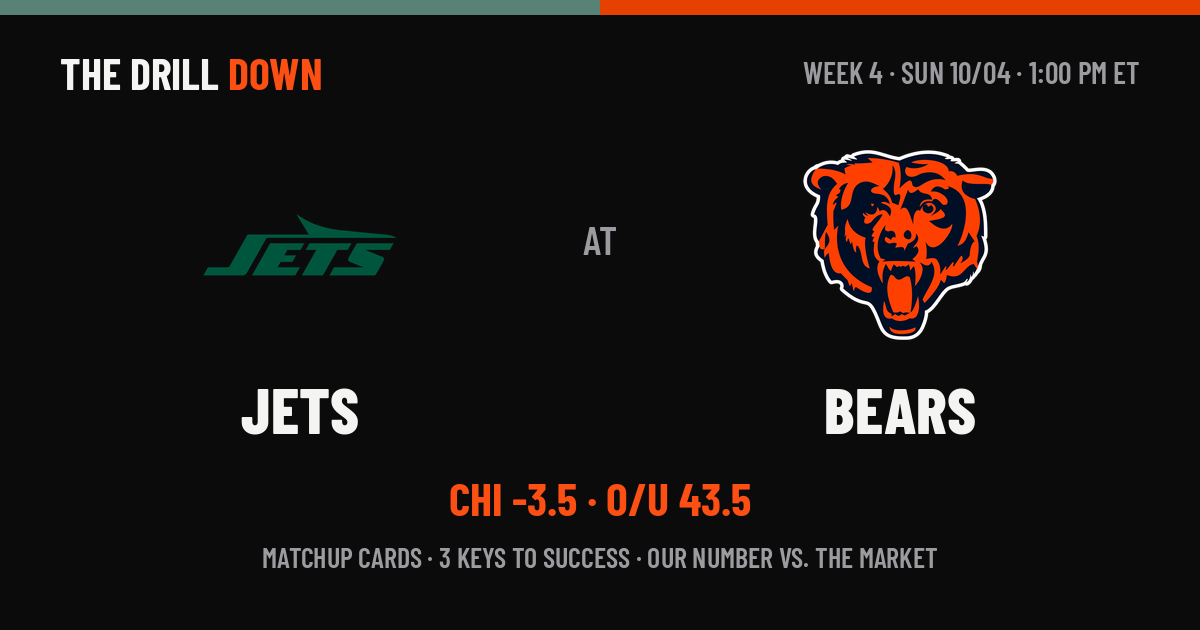 THE DRILL DOWN
WEEK 4 · SUN 10/04 · 1:00 PM ET
JETS
AT
JETS
BEARS
CHI -3.5 · O/U 43.5
MATCHUP CARDS · 3 KEYS TO SUCCESS · OUR NUMBER VS. THE MARKET